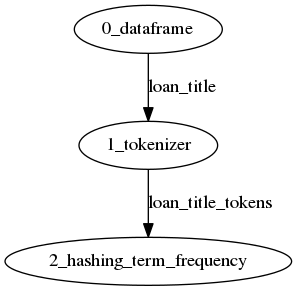 0_dataframe
loan_title
1_tokenizer
loan_title_tokens
2_hashing_term_frequency